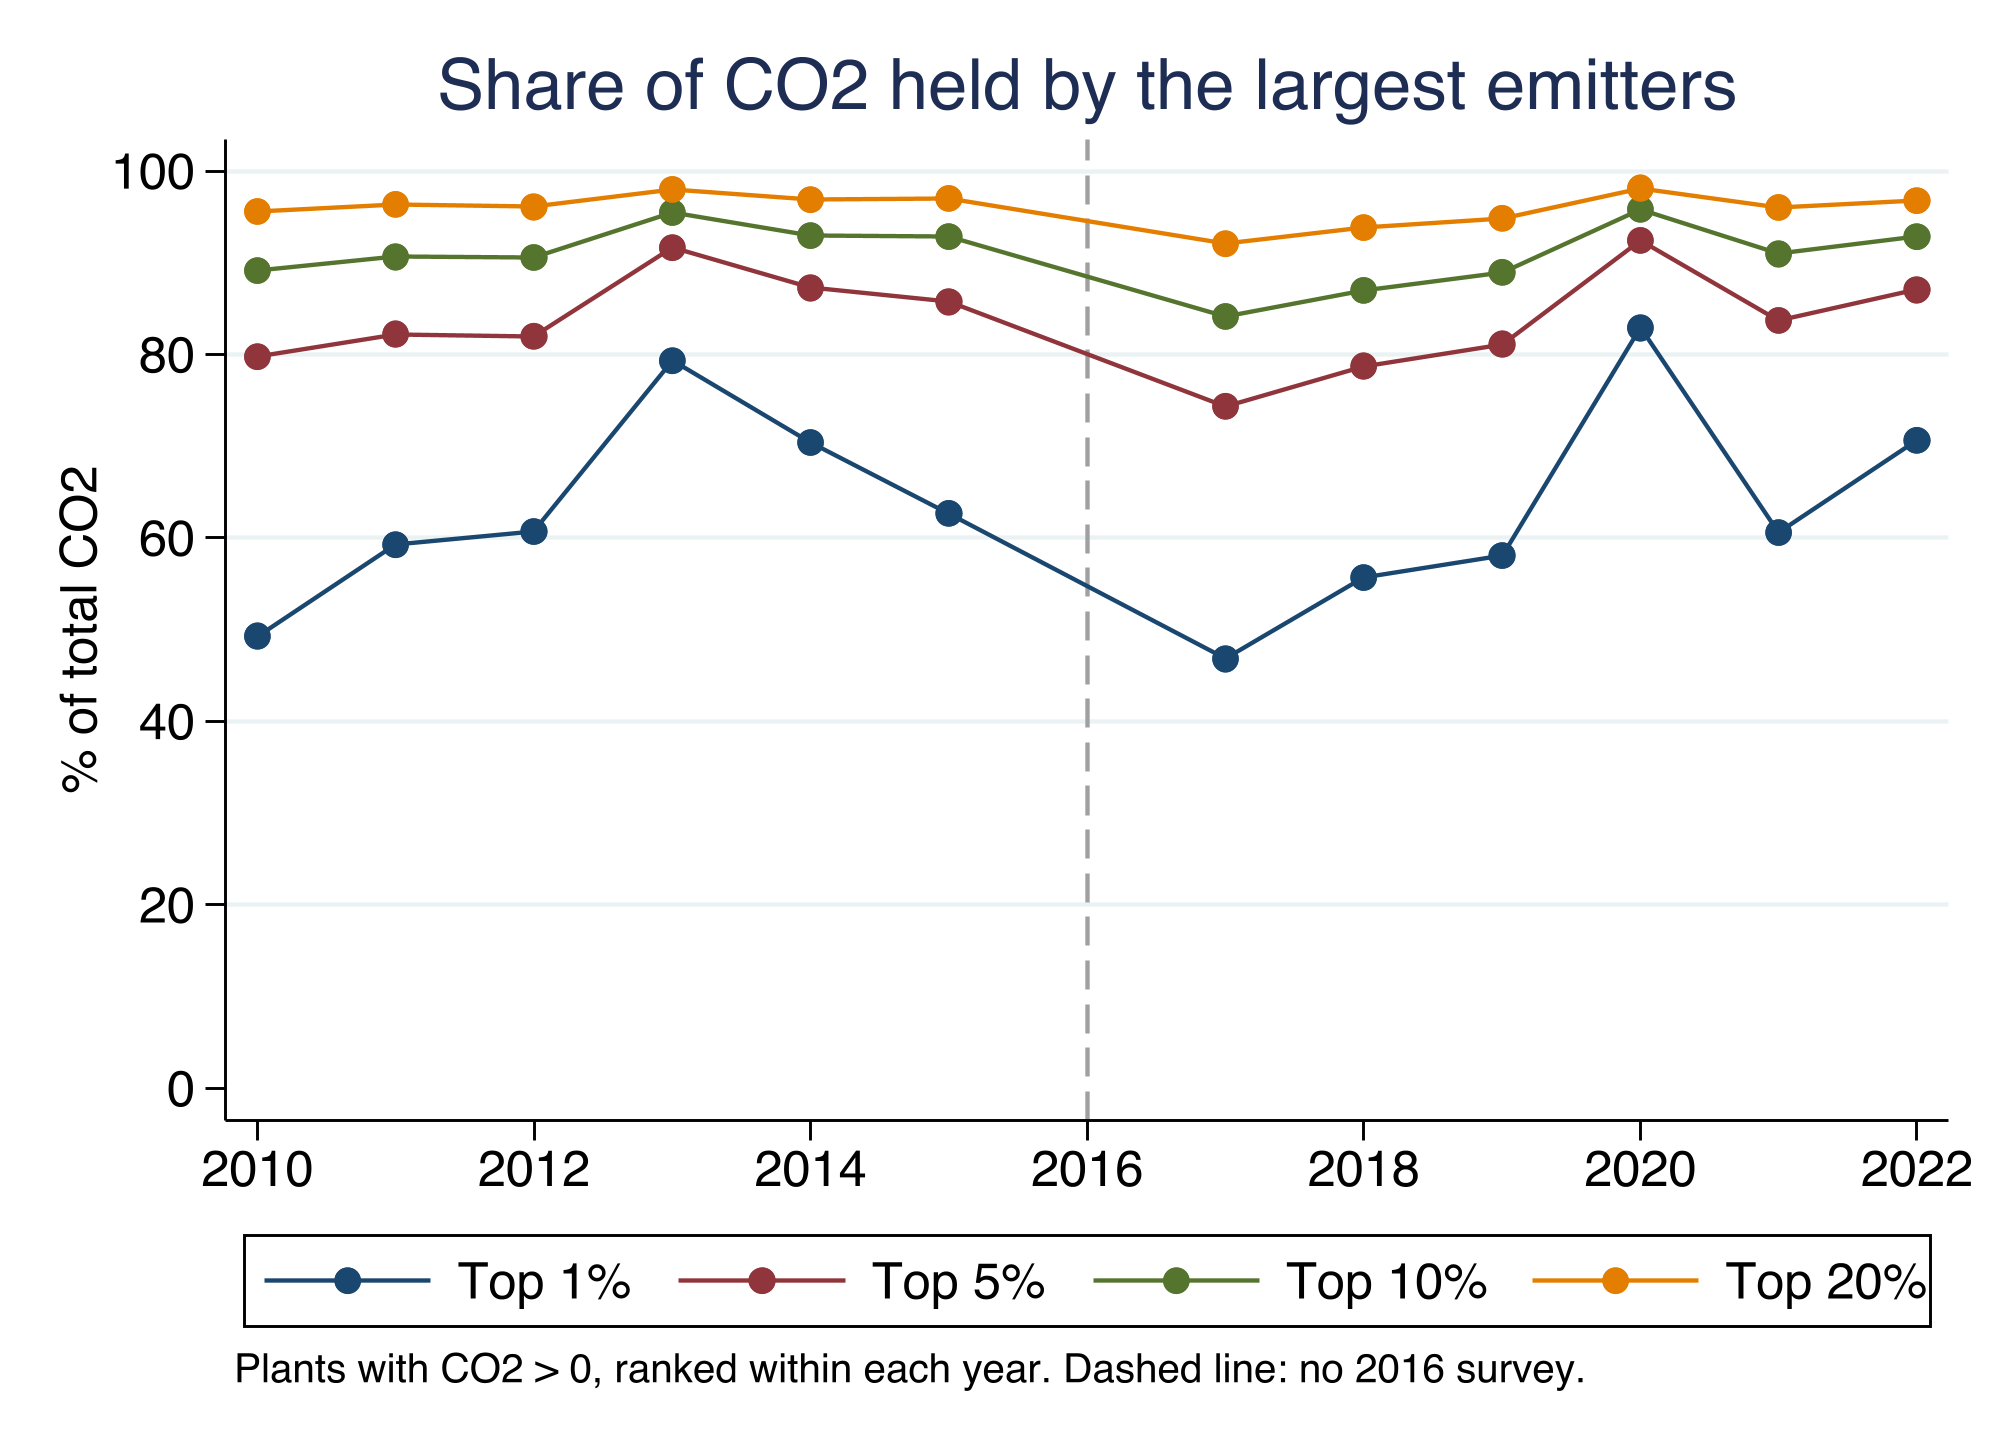 Share of CO2 held by the largest emitters
% of total CO2
100
80
60
40
20
0
2010 2012 2014 2016 2018 2020 2022
Top 1% Top 5% Top 10% Top 20%
Plants with CO2 > 0, ranked within each year. Dashed line: no 2016 survey.